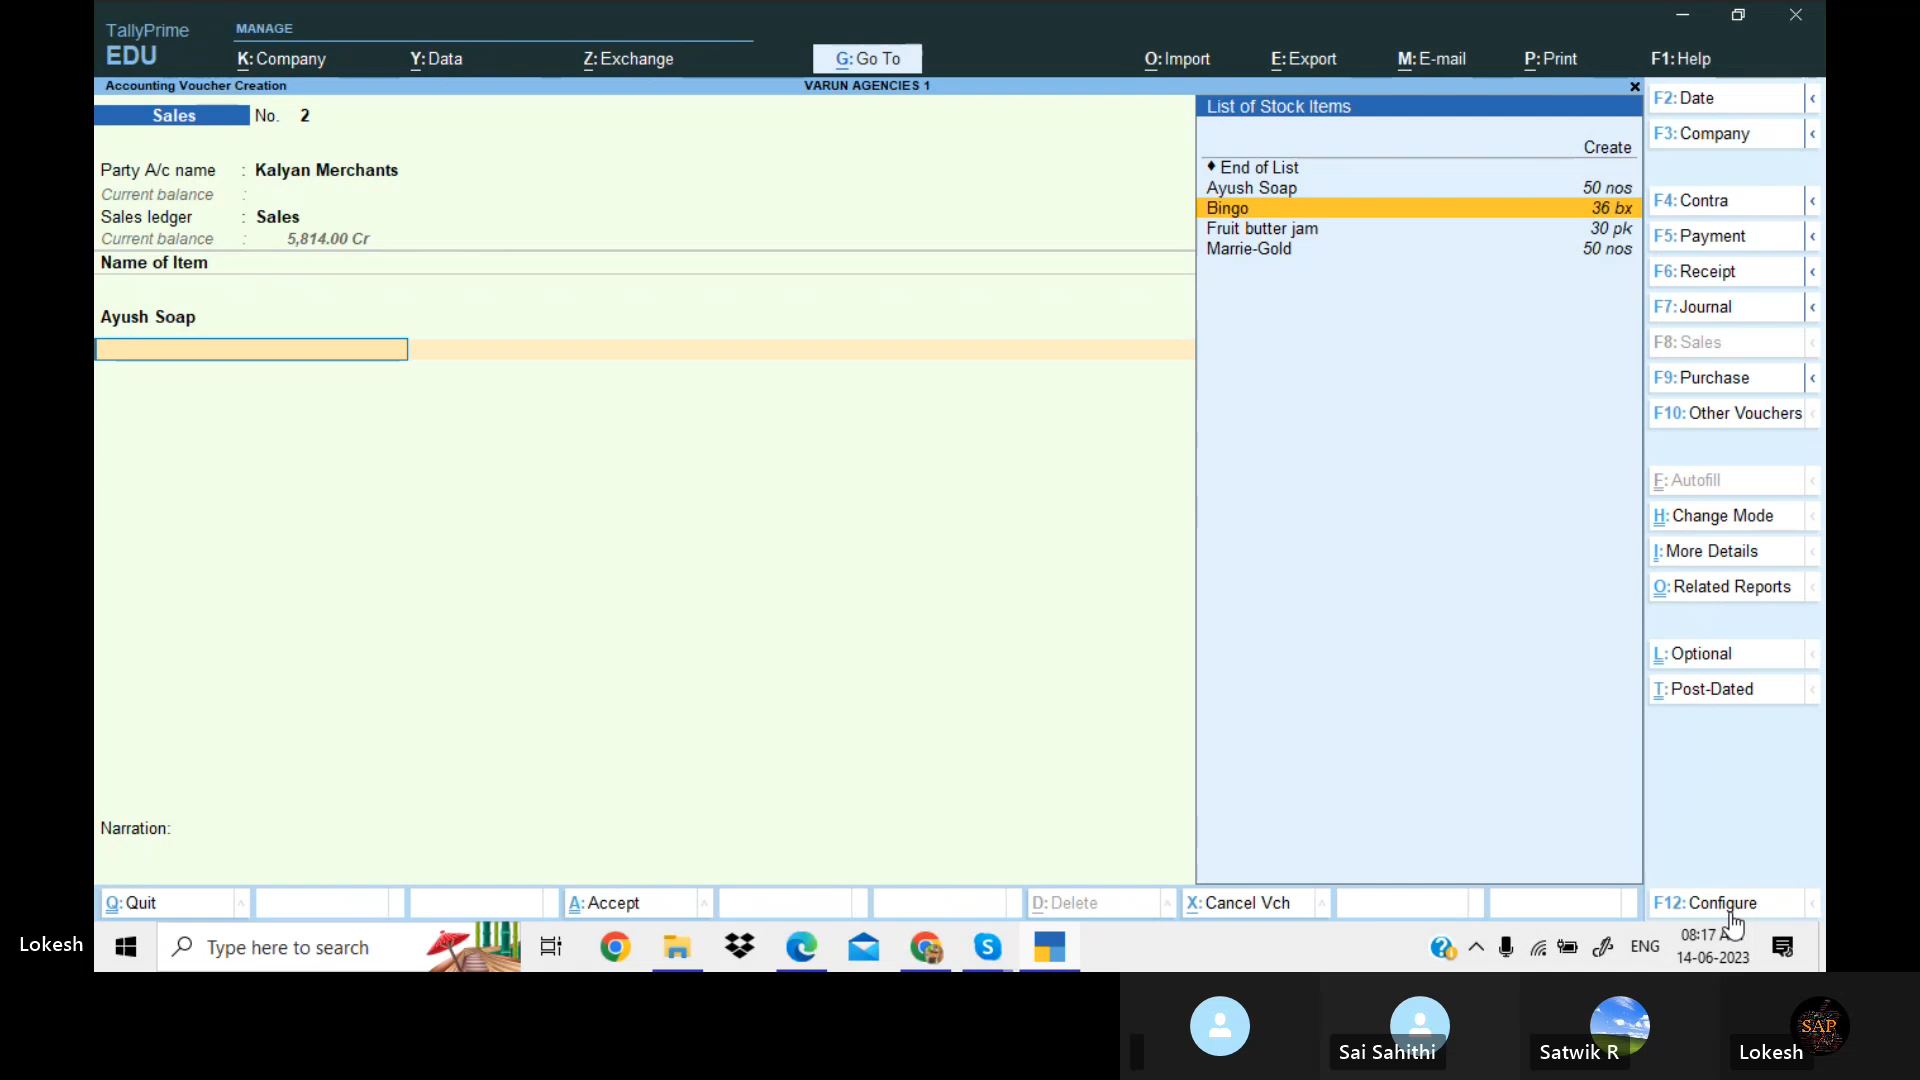 TallyPrime
EDU
MANAGE
K: Company
Y: Data
Z: Exchange
G: Go To
O: Import
E: Export
M: E-mail
P: Print
F1: Help
Accounting Voucher Creation
VARUN AGENCIES 1
Sales No. 2
Party A/c name : Kalyan Merchants
Current balance :
Sales ledger : Sales
Current balance : 5,814.00 Cr
Name of Item
Ayush Soap
Narration:
List of Stock Items
Create
End of List
Ayush Soap 50 nos
Bingo 36 bx
Fruit butter jam 30 pk
Marrie-Gold 50 nos
F2: Date
F3: Company
F4: Contra
F5: Payment
F6: Receipt
F7: Journal
F8: Sales
F9: Purchase
F10: Other Vouchers
F: Autofill
H: Change Mode
I: More Details
O: Related Reports
L: Optional
T: Post-Dated
F12: Configure
Q: Quit
A: Accept
D: Delete
X: Cancel Vch
Lokesh
Type here to search
ENG
08:17
14-06-2023
Sai Sahithi
Satwik R
SAP
Lokesh